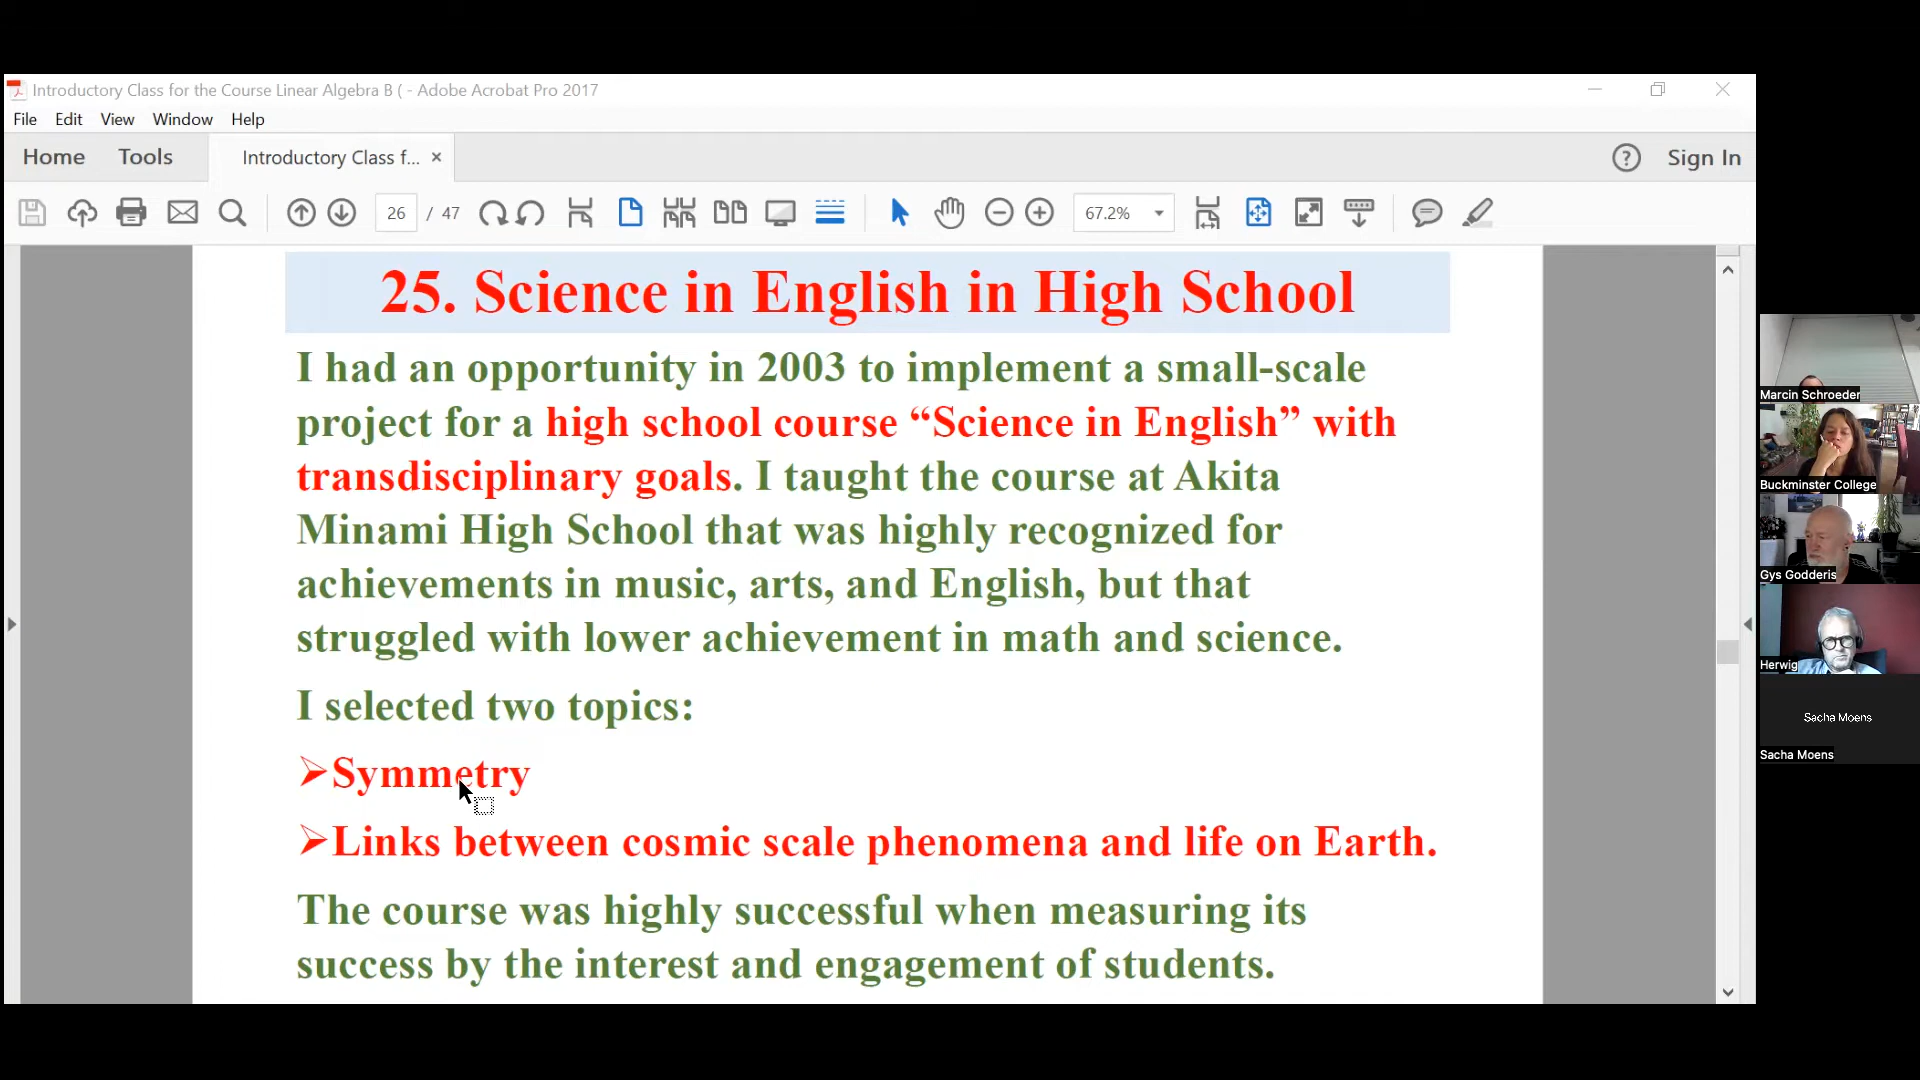 Introductory Class for the Course Linear Algebra B ( - Adobe Acrobat Pro 2017
File Edit View Window Help
Home Tools Introductory Class f... × ? Sign In
26 / 47 67.2%
25. Science in English in High School
I had an opportunity in 2003 to implement a small-scale
project for a high school course “Science in English” with
transdisciplinary goals. I taught the course at Akita
Minami High School that was highly recognized for
achievements in music, arts, and English, but that
struggled with lower achievement in math and science.
I selected two topics:
➢Symmetry
➢Links between cosmic scale phenomena and life on Earth.
The course was highly successful when measuring its
success by the interest and engagement of students.
Marcin Schroeder
Buckminster College
Gys Godderis
Herwig
Sacha Moens
Sacha Moens